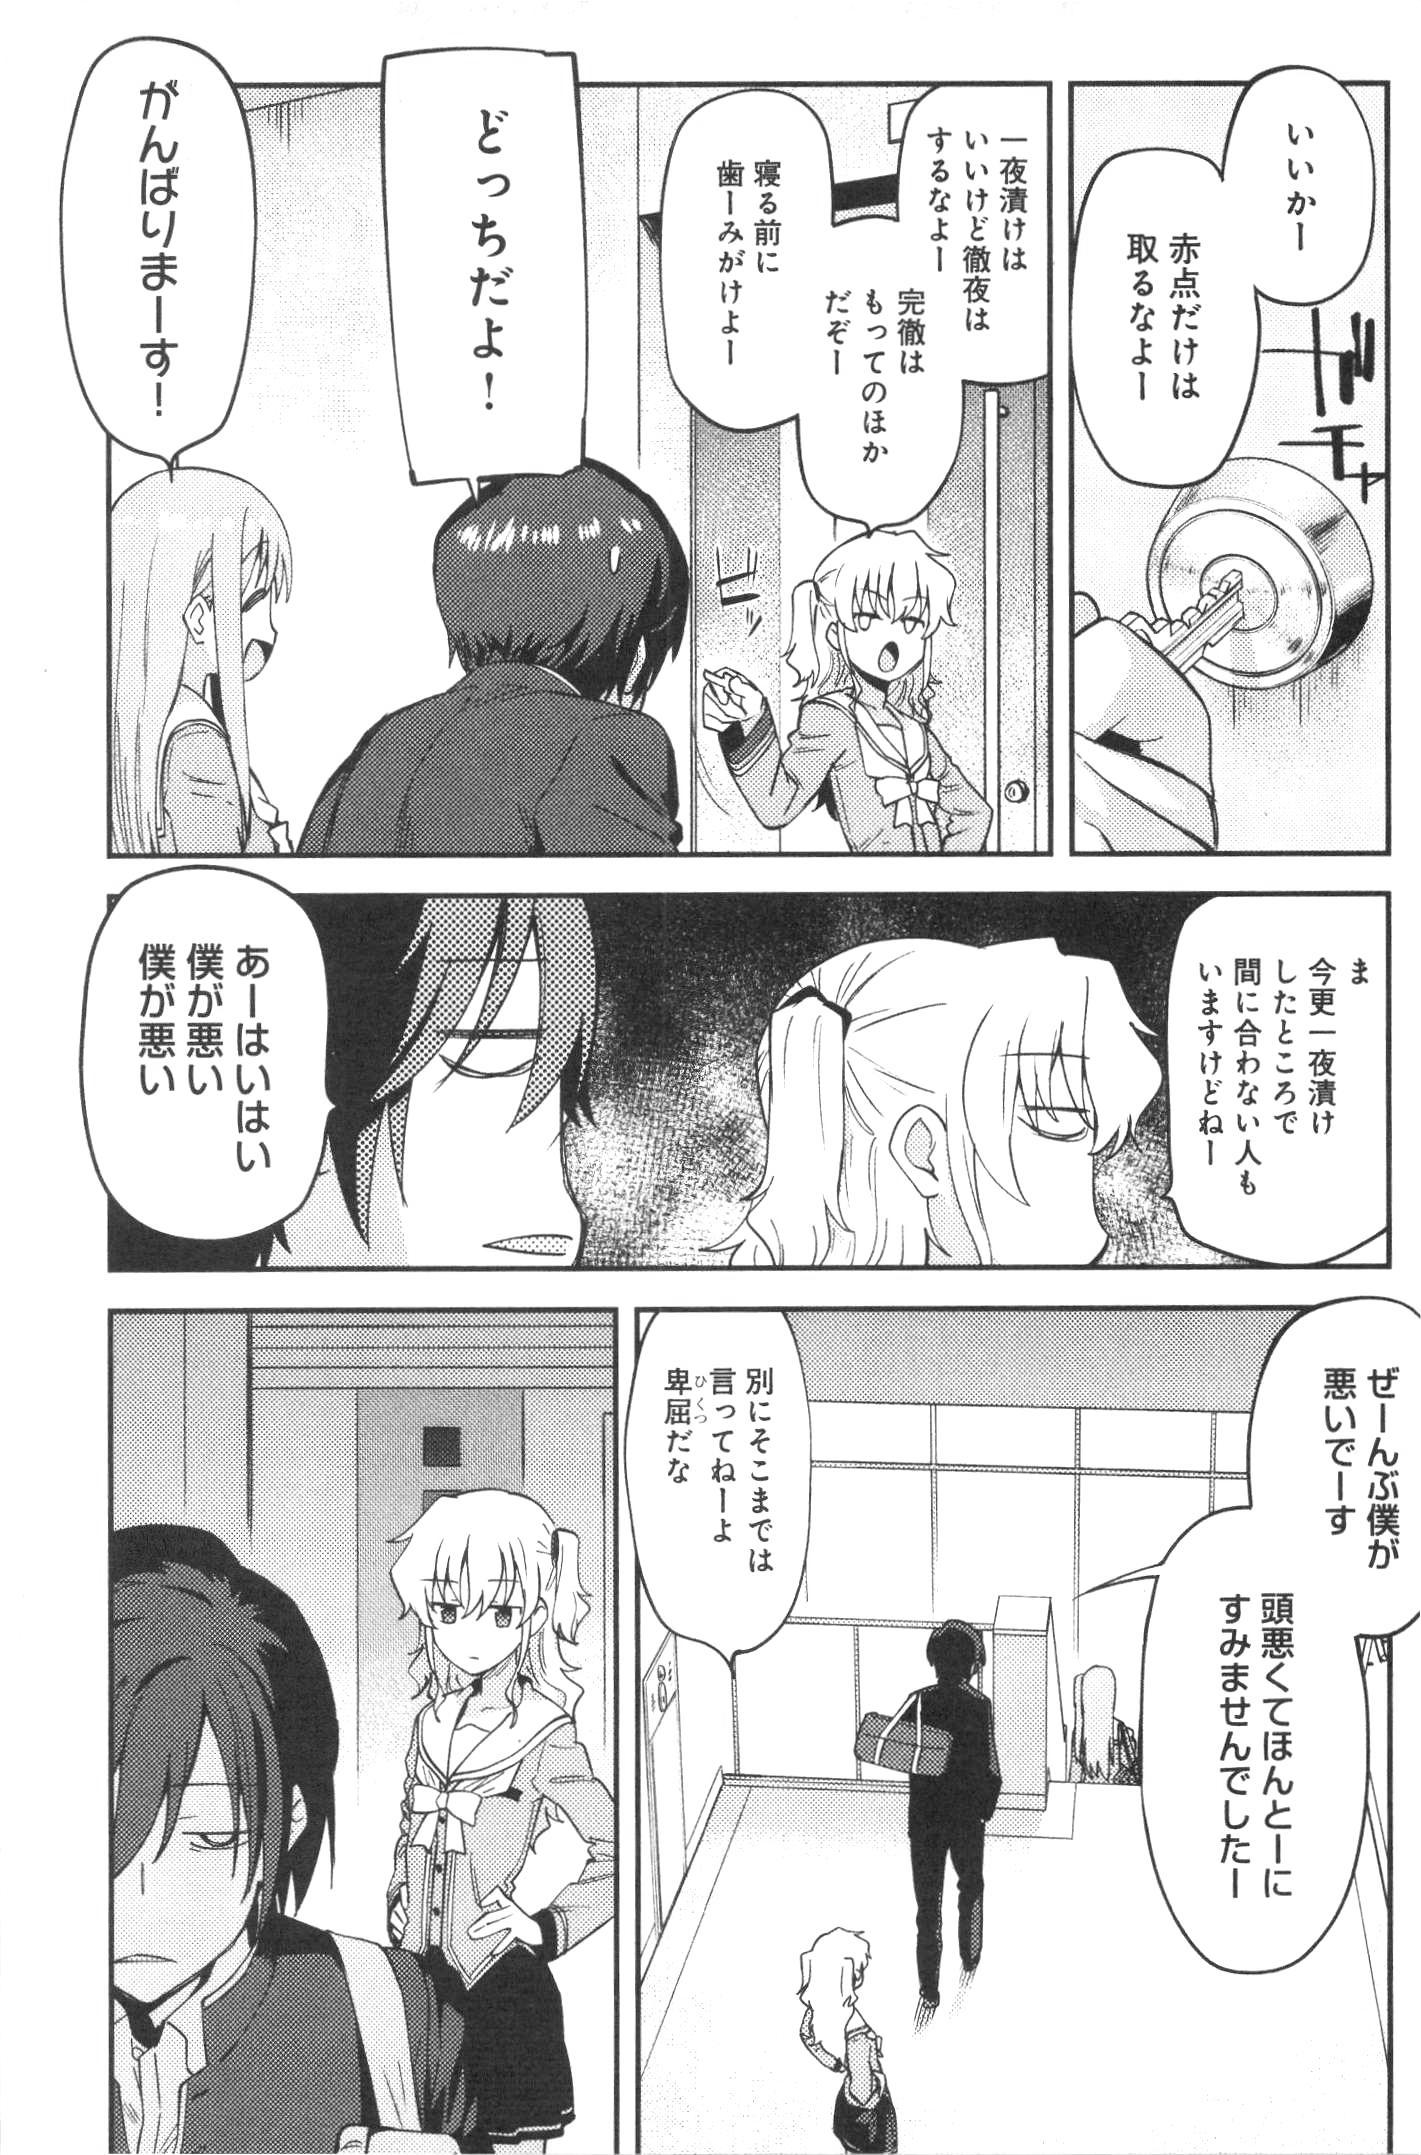 いいかー
赤点だけは
取るなよー
ガチャ
一夜漬けは
いいけど徹夜は
するなよー
完徹は
もってのほか
だぞー
寝る前に
歯ーみがけよー
どっちだよ！
がんばりまーす！
ま
今更一夜漬け
したところで
間に合わない人も
いますけどねー
あーはいはい
僕が悪い
僕が悪い
ぜーんぶ僕が
悪いでーす
頭悪くてほんとーに
すみませんでしたー
別にそこまでは
言ってねーよ
卑屈だな
ひくつ